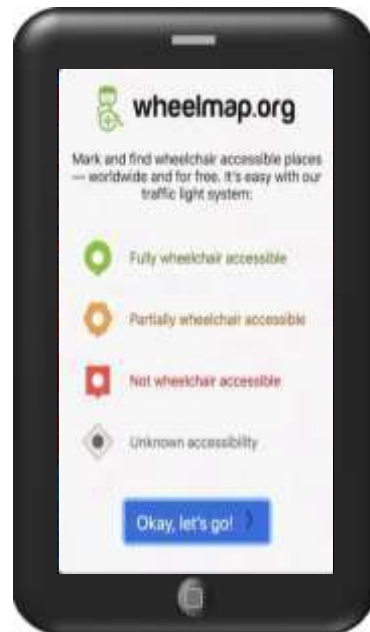 wheelmap.org
Mark and find wheelchair accessible places
— worldwide and for free. It's easy with our
traffic light system:
Fully wheelchair accessible
Partially wheelchair accessible
Not wheelchair accessible
Unknown accessibility
Okay, let's go!